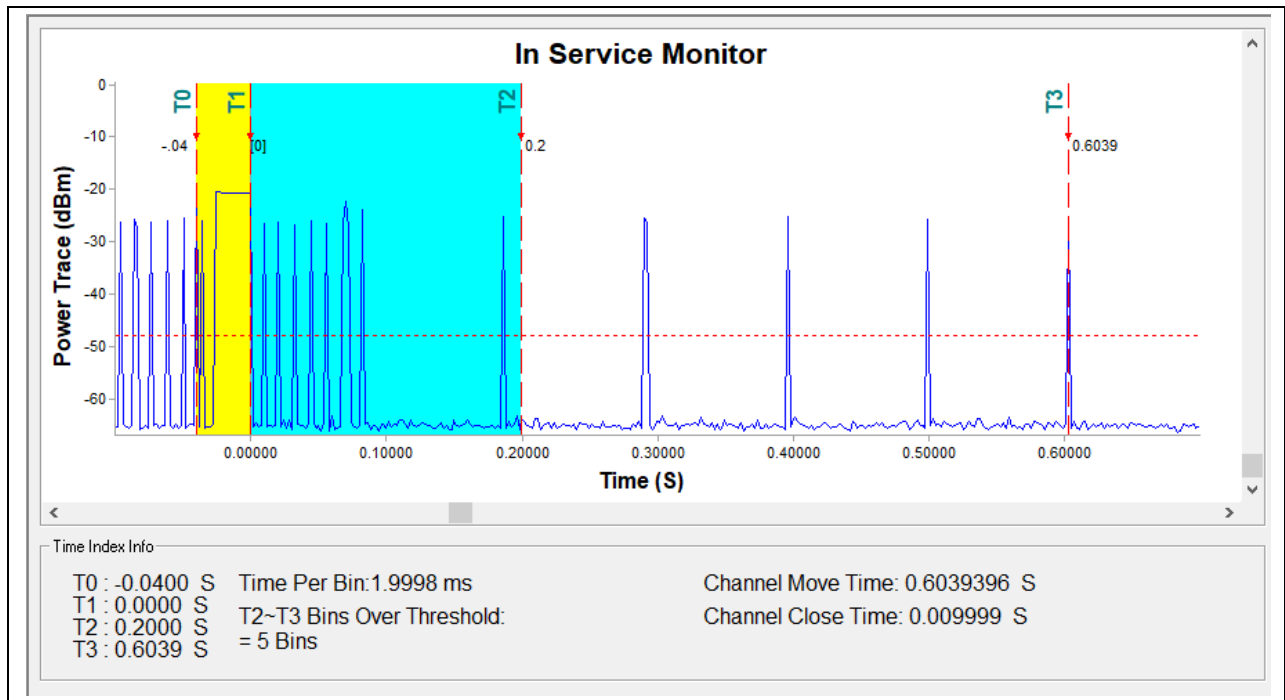 In Service Monitor
T0
T1
T2
T3
-.04
[0]
0.2
0.6039
Power Trace (dBm)
0
-10
-20
-30
-40
-50
-60
0.00000 0.10000 0.20000 0.30000 0.40000 0.50000 0.60000
Time (S)
Time Index Info
T0 : -0.0400 S
T1 : 0.0000 S
T2 : 0.2000 S
T3 : 0.6039 S
Time Per Bin:1.9998 ms
T2~T3 Bins Over Threshold:
= 5 Bins
Channel Move Time: 0.6039396 S
Channel Close Time: 0.009999 S